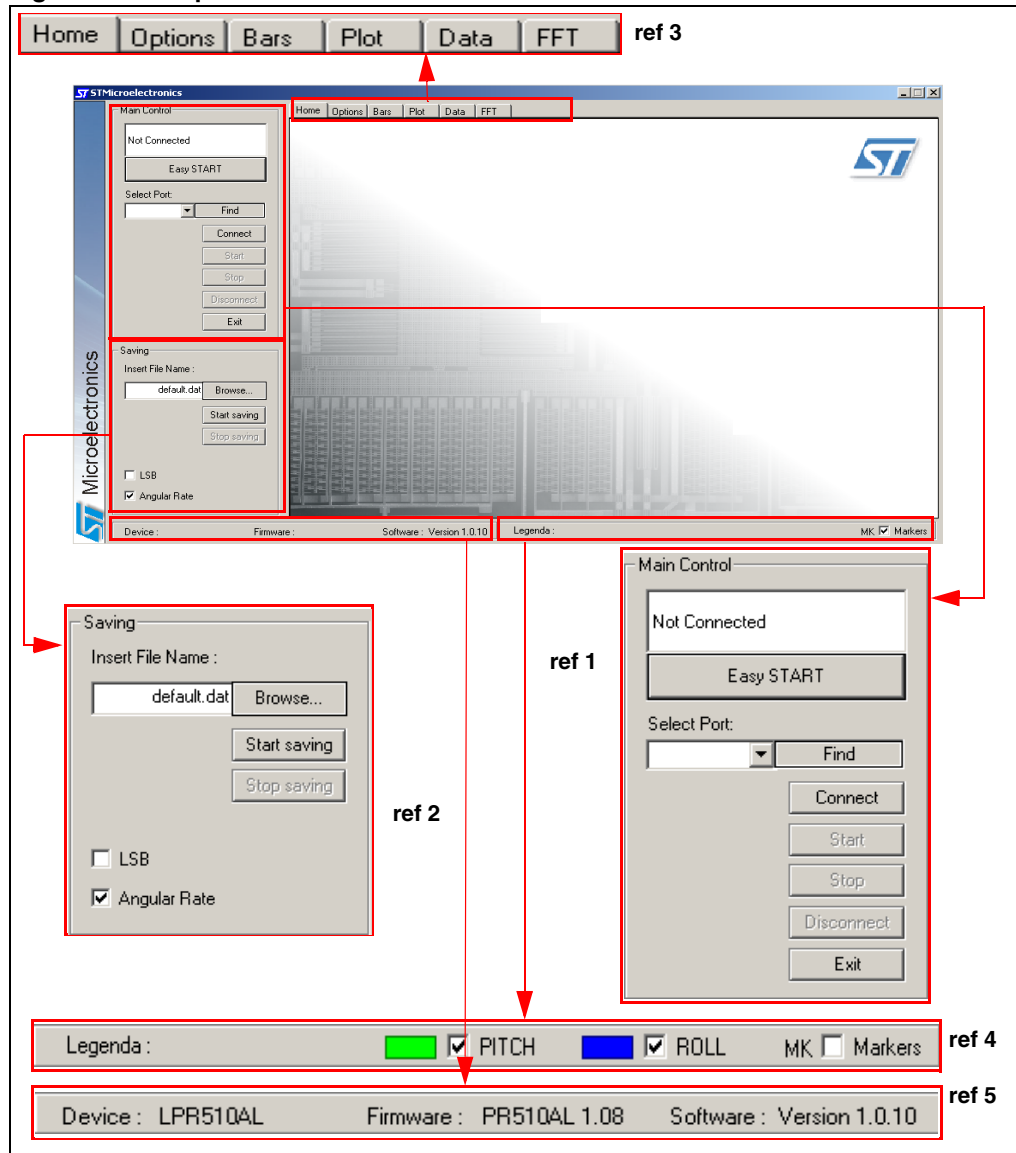 Home Options Bars Plot Data FFT ref 3
STMicroelectronics
Main Control
Home Options Bars Plot Data FFT
Not Connected
Easy START
Select Port:
Find
Connect
Start
Stop
Disconnect
Exit
ST
Saving
Insert File Name :
default.dat Browse...
Start saving
Stop saving
LSB
Angular Rate
Microelectronics
Device : Firmware : Software : Version 1.0.10 Legenda : MK Markers
Saving
Insert File Name :
default.dat Browse...
Start saving
Stop saving
LSB
Angular Rate
ref 2
ref 1
Main Control
Not Connected
Easy START
Select Port:
Find
Connect
Start
Stop
Disconnect
Exit
Legenda : PITCH ROLL MK Markers ref 4
Device : LPR510AL Firmware : PR510AL 1.08 Software : Version 1.0.10 ref 5